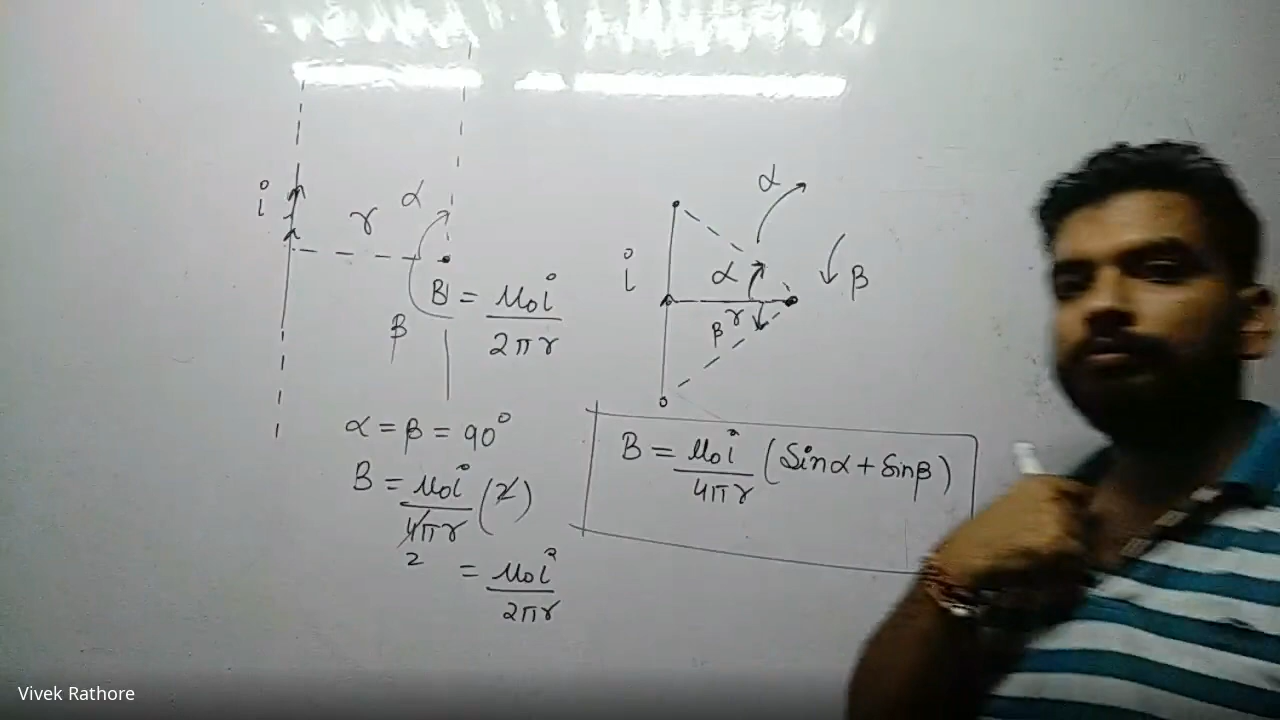 i
r
α
B = μ₀i / 2πr
β
α = β = 90°
B = μ₀i / 4πr (2)
2
= μ₀i / 2πr
α
i
α
β
β
r
B = μ₀i / 4πr (Sinα + Sinβ)
Vivek Rathore